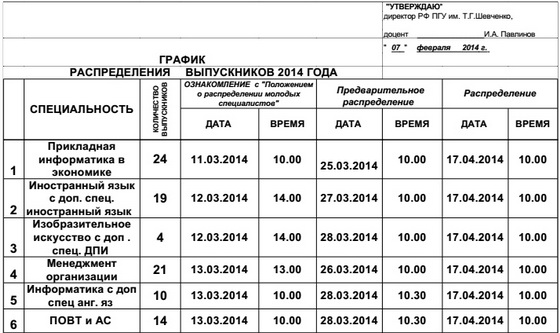 "УТВЕРЖДАЮ"
директор РФ ПГУ им. Т.Г.Шевченко,
доцент И.А. Павлинов
" 07 " февраля 2014 г.
ГРАФИК
РАСПРЕДЕЛЕНИЯ ВЫПУСКНИКОВ 2014 ГОДА
СПЕЦИАЛЬНОСТЬ
КОЛИЧЕСТВО
ВЫПУСКНИКОВ
ОЗНАКОМЛЕНИЕ с "Положением
о распределении молодых
специалистов"
Предварительное
распределение
Распределение
ДАТА ВРЕМЯ ДАТА ВРЕМЯ ДАТА ВРЕМЯ
1 Прикладная
информатика в
экономике
24 11.03.2014 10.00 25.03.2014 10.00 17.04.2014 10.00
2 Иностранный язык
с доп. спец.
иностранный язык
19 12.03.2014 14.00 27.03.2014 10.00 17.04.2014 10.00
3 Изобразительное
искусство с доп .
спец. ДПИ
4 12.03.2014 14.00 28.03.2014 10.00 17.04.2014 10.00
4 Менеджмент
организации
21 13.03.2014 13.00 26.03.2014 10.00 17.04.2014 10.00
5 Информатика с доп
спец анг. яз
10 13.03.2014 10.00 28.03.2014 10.30 17.04.2014 10.00
6 ПОВТ и АС 14 13.03.2014 10.00 28.03.2014 10.30 17.04.2014 10.00